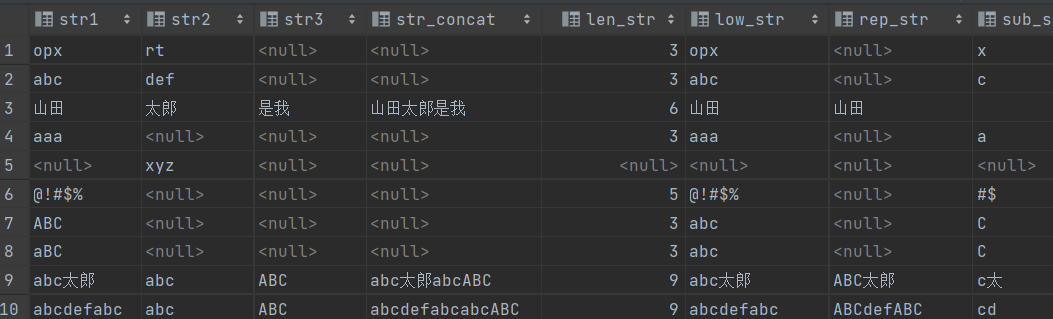 str1 str2 str3 str_concat len_str low_str rep_str sub_s
1 opx rt <null> <null> 3 opx <null> x
2 abc def <null> <null> 3 abc <null> c
3 山田 太郎 是我 山田太郎是我 6 山田 山田
4 aaa <null> <null> <null> 3 aaa <null> a
5 <null> xyz <null> <null> <null> <null> <null> <null>
6 @!#$% <null> <null> <null> 5 @!#$% <null> #$
7 ABC <null> <null> <null> 3 abc <null> C
8 aBC <null> <null> <null> 3 abc <null> C
9 abc太郎 abc ABC abc太郎abcABC 9 abc太郎 ABC太郎 c太
10 abcdefabc abc ABC abcdefabcabcABC 9 abcdefabc ABCdefABC cd